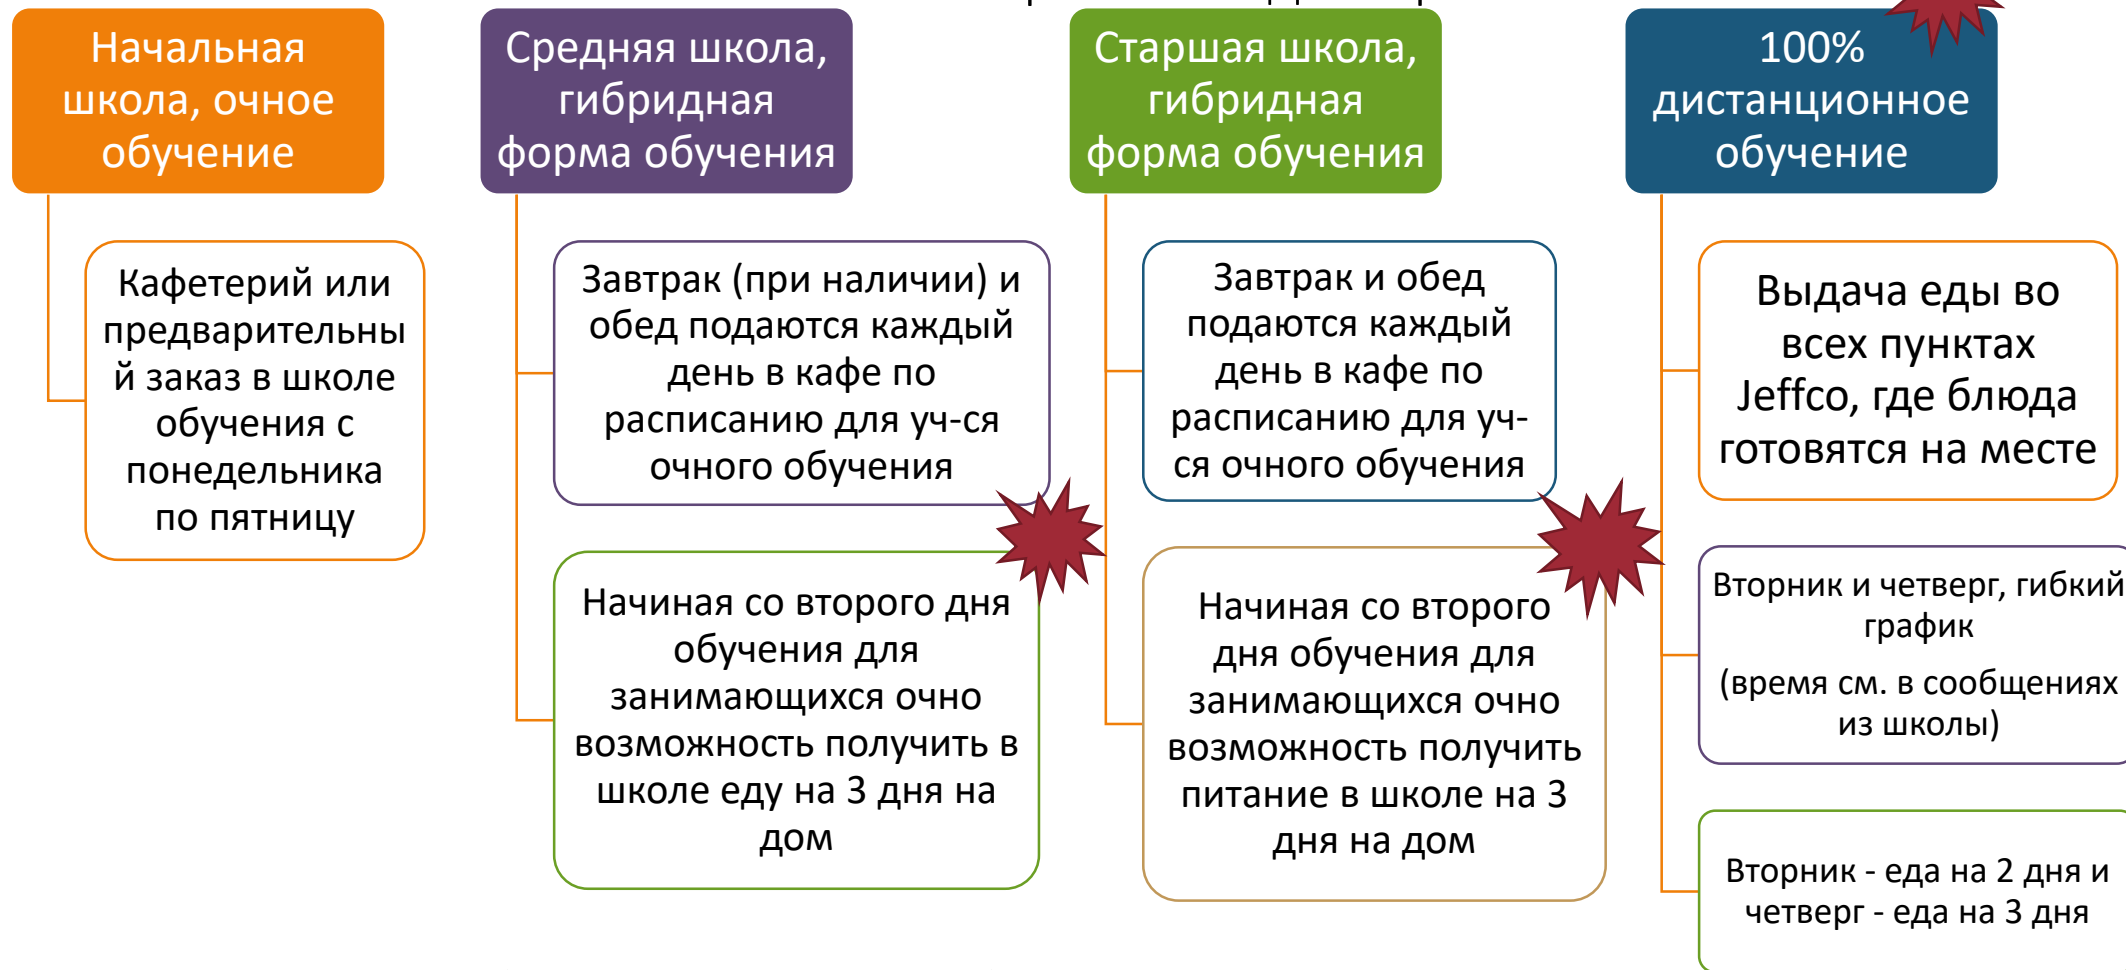 Начальная
школа, очное
обучение
Кафетерий или
предварительны
й заказ в школе
обучения с
понедельника
по пятницу
Средняя школа,
гибридная
форма обучения
Завтрак (при наличии) и
обед подаются каждый
день в кафе по
расписанию для уч-ся
очного обучения
Начиная со второго дня
обучения для
занимающихся очно
возможность получить в
школе еду на 3 дня на
дом
Старшая школа,
гибридная
форма обучения
Завтрак и обед
подаются каждый
день в кафе по
расписанию для уч-
ся очного обучения
Начиная со второго
дня обучения для
занимающихся очно
возможность получить
питание в школе на 3
дня на дом
100%
дистанционное
обучение
Выдача еды во
всех пунктах
Jeffco, где блюда
готовятся на месте
Вторник и четверг, гибкий
график
(время см. в сообщениях
из школы)
Вторник - еда на 2 дня и
четверг - еда на 3 дня